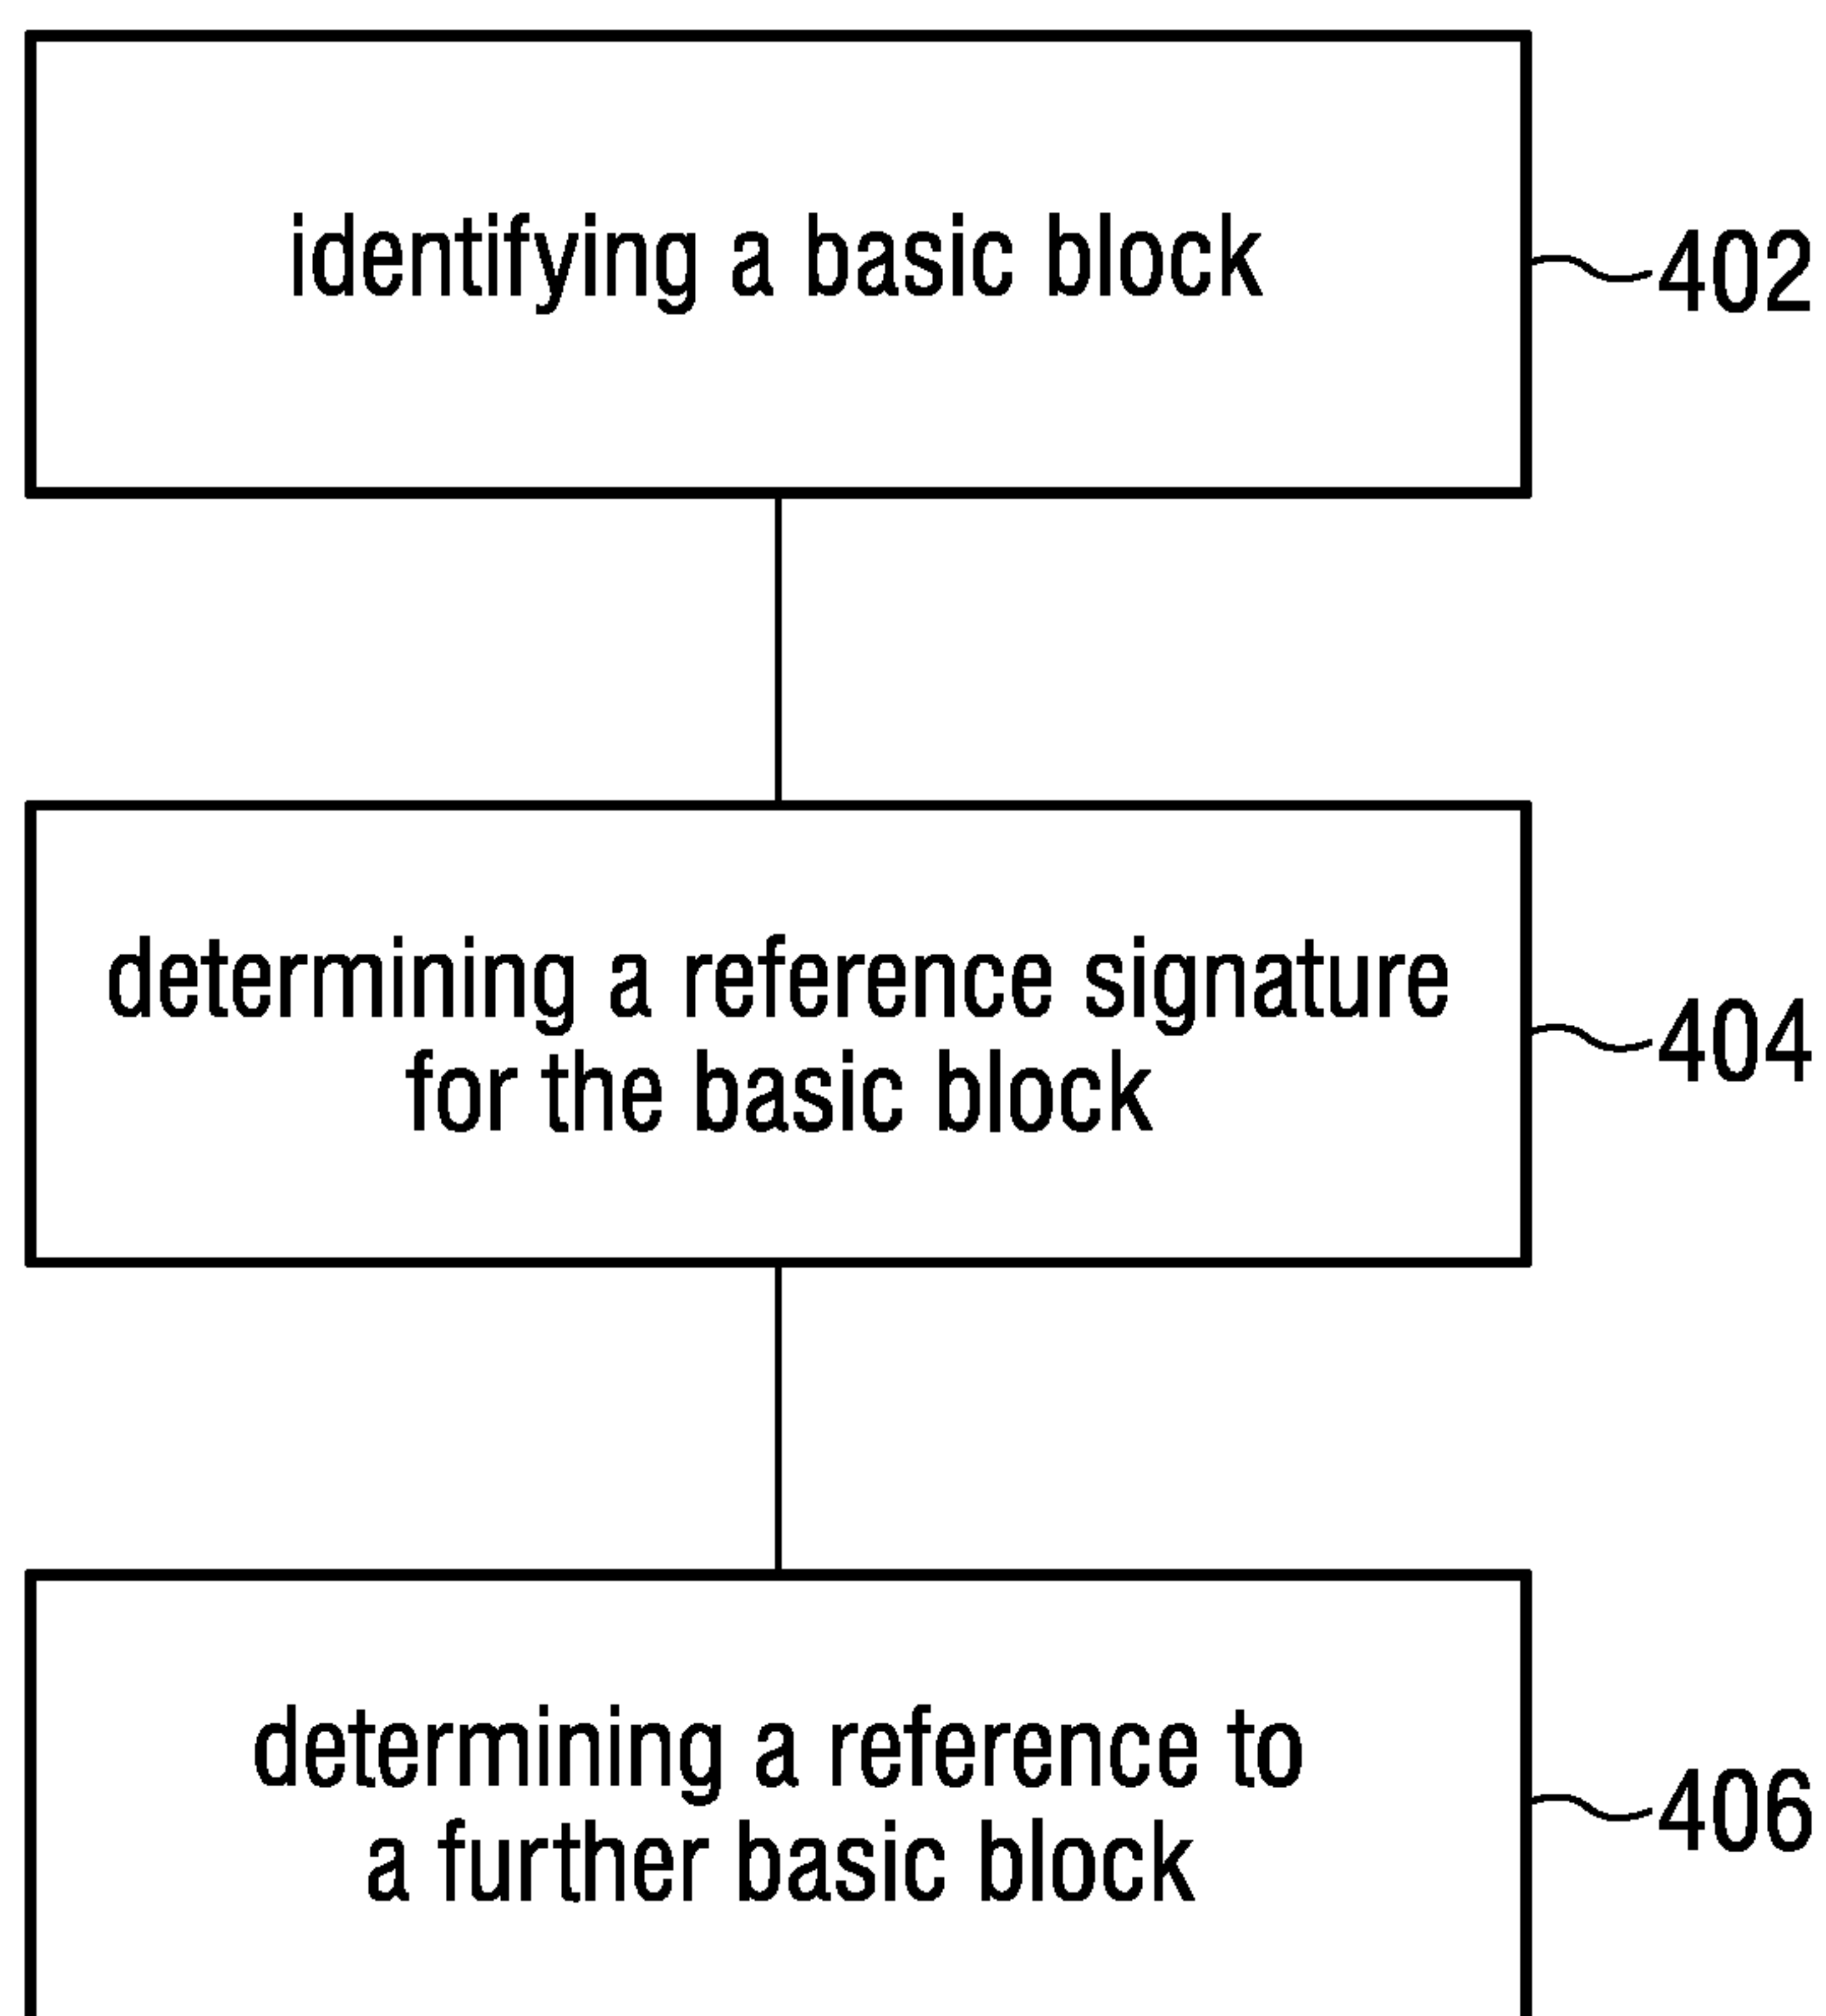 identifying a basic block
402
determining a reference signature
for the basic block
404
determining a reference to
a further basic block
406